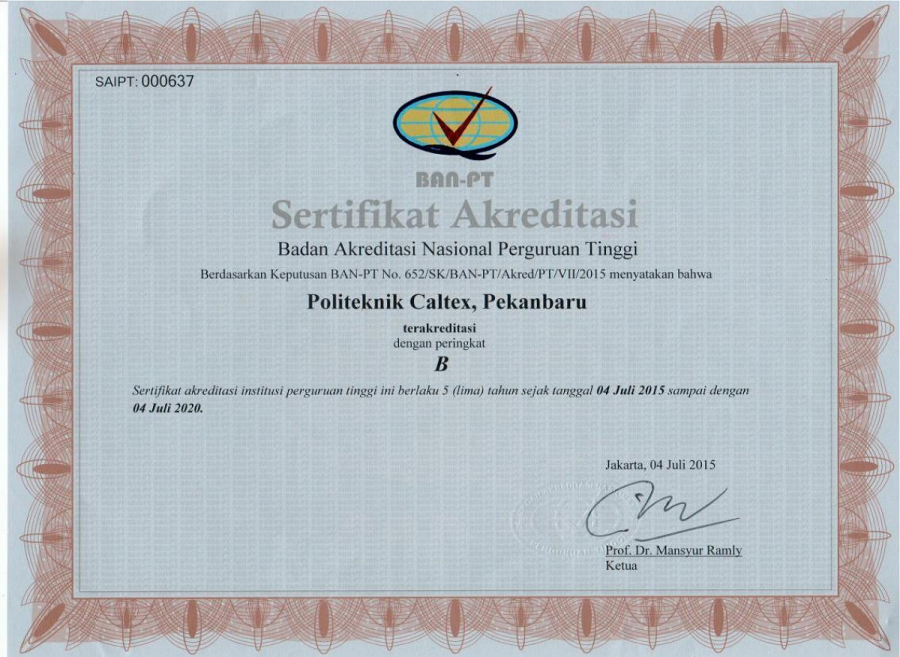 SAIPT: 000637
BAN-PT
Sertifikat Akreditasi
Badan Akreditasi Nasional Perguruan Tinggi
Berdasarkan Keputusan BAN-PT No. 652/SK/BAN-PT/Akred/PT/VII/2015 menyatakan bahwa
Politeknik Caltex, Pekanbaru
terakreditasi
dengan peringkat
B
Sertifikat akreditasi institusi perguruan tinggi ini berlaku 5 (lima) tahun sejak tanggal 04 Juli 2015 sampai dengan
04 Juli 2020.
Jakarta, 04 Juli 2015
Prof. Dr. Mansyur Ramly
Ketua